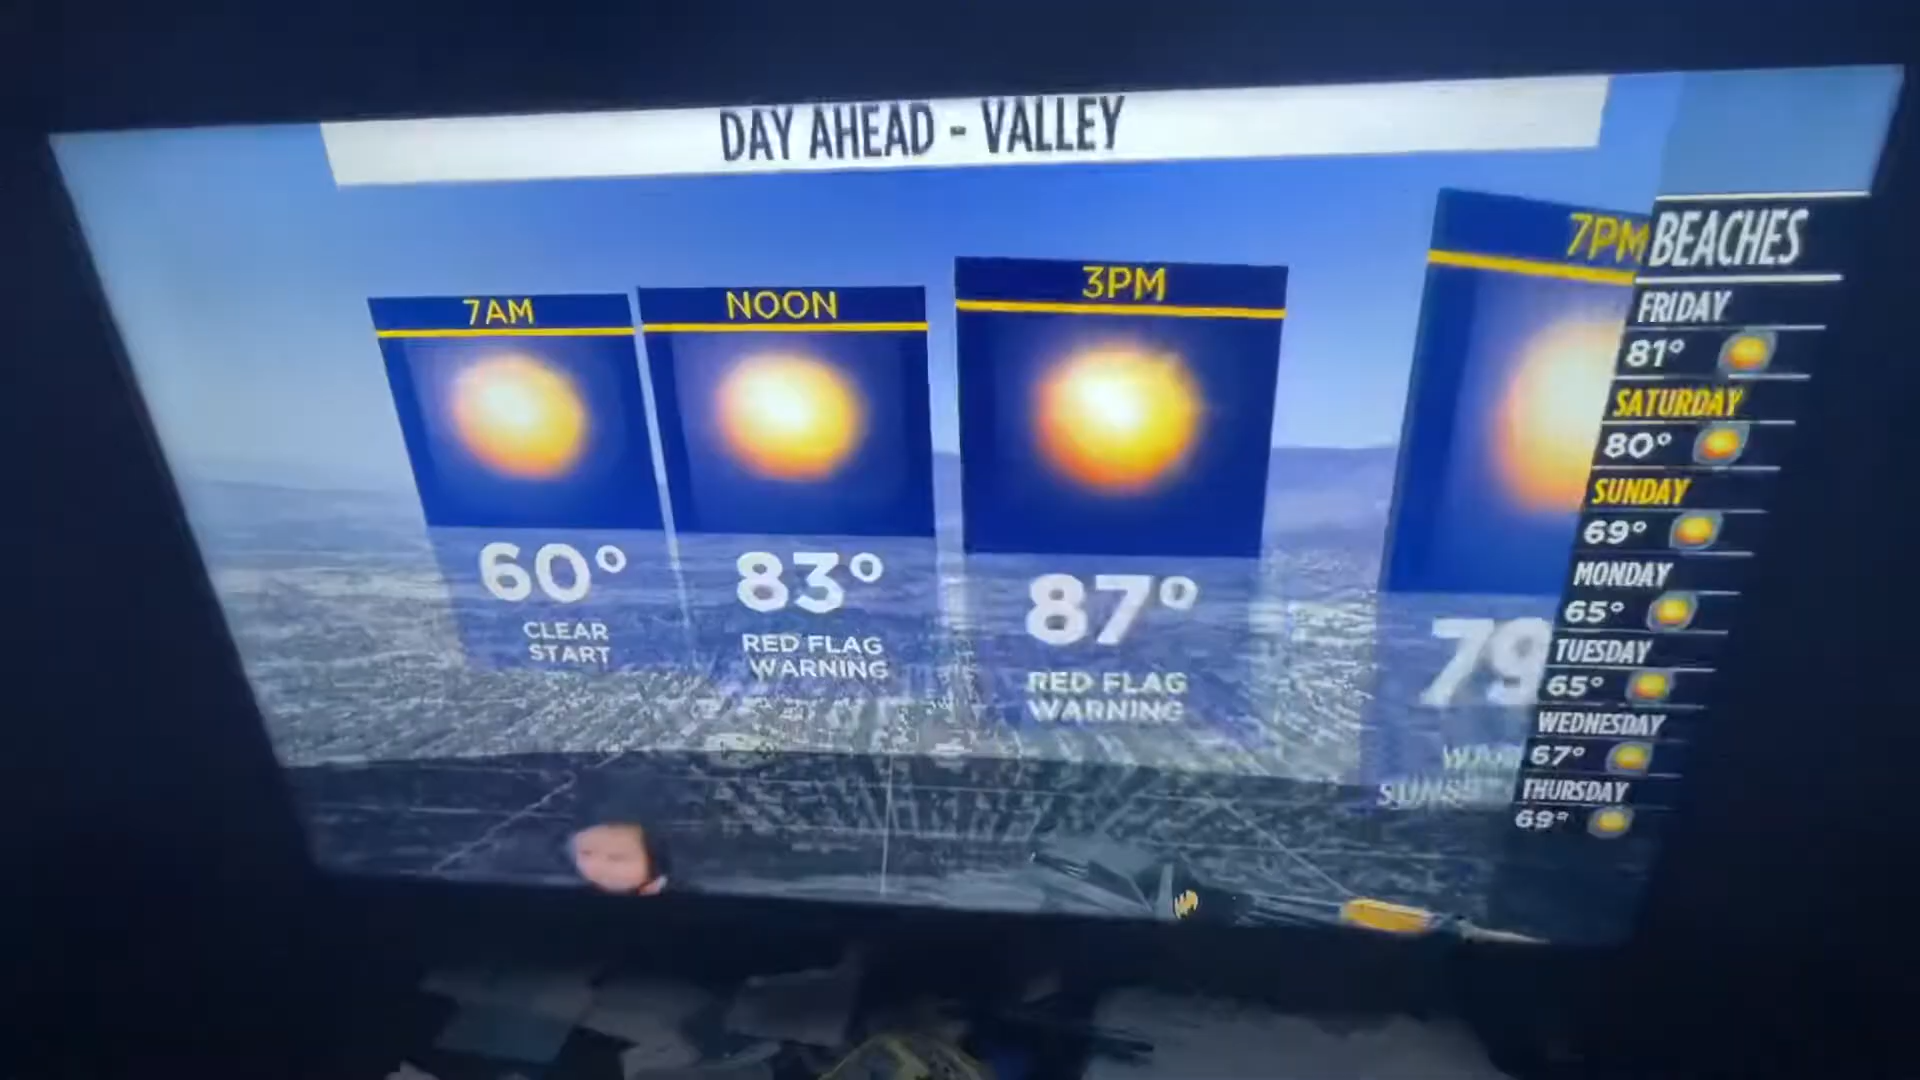 DAY AHEAD - VALLEY
7AM
60°
CLEAR
START
NOON
83°
RED FLAG
WARNING
3PM
87°
RED FLAG
WARNING
7PM
79
BEACHES
FRIDAY
81°
SATURDAY
80°
SUNDAY
69°
MONDAY
65°
TUESDAY
65°
WEDNESDAY
67°
THURSDAY
69°